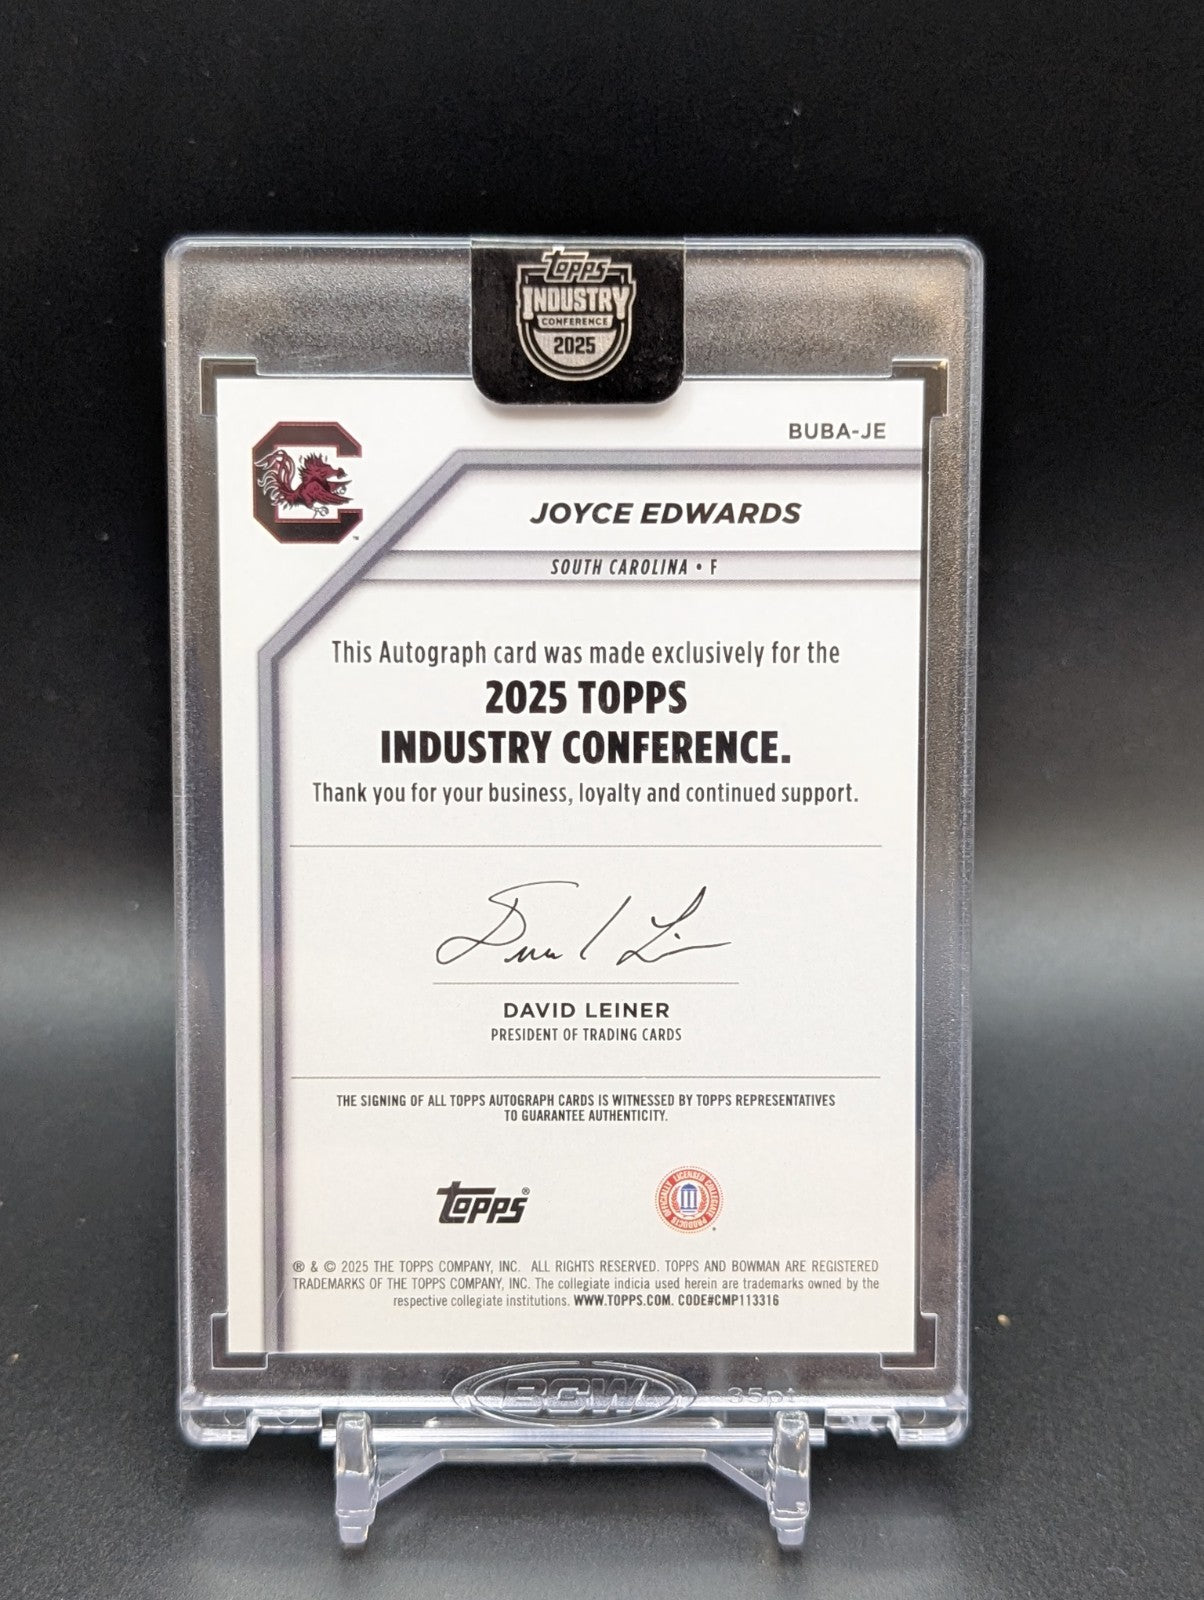 Topps
INDUSTRY
CONFERENCE
2025
BUBA-JE
JOYCE EDWARDS
SOUTH CAROLINA • F
This Autograph card was made exclusively for the
2025 TOPPS
INDUSTRY CONFERENCE.
Thank you for your business, loyalty and continued support.
DAVID LEINER
PRESIDENT OF TRADING CARDS
THE SIGNING OF ALL TOPPS AUTOGRAPH CARDS IS WITNESSED BY TOPPS REPRESENTATIVES
TO GUARANTEE AUTHENTICITY.
Topps®
OFFICIALLY LICENSED COLLEGIATE PRODUCTS
® & © 2025 THE TOPPS COMPANY, INC. ALL RIGHTS RESERVED. TOPPS AND BOWMAN ARE REGISTERED
TRADEMARKS OF THE TOPPS COMPANY, INC. The collegiate indicia used herein are trademarks owned by the
respective collegiate institutions. WWW.TOPPS.COM. CODE#CMP113316
BCW 35pt